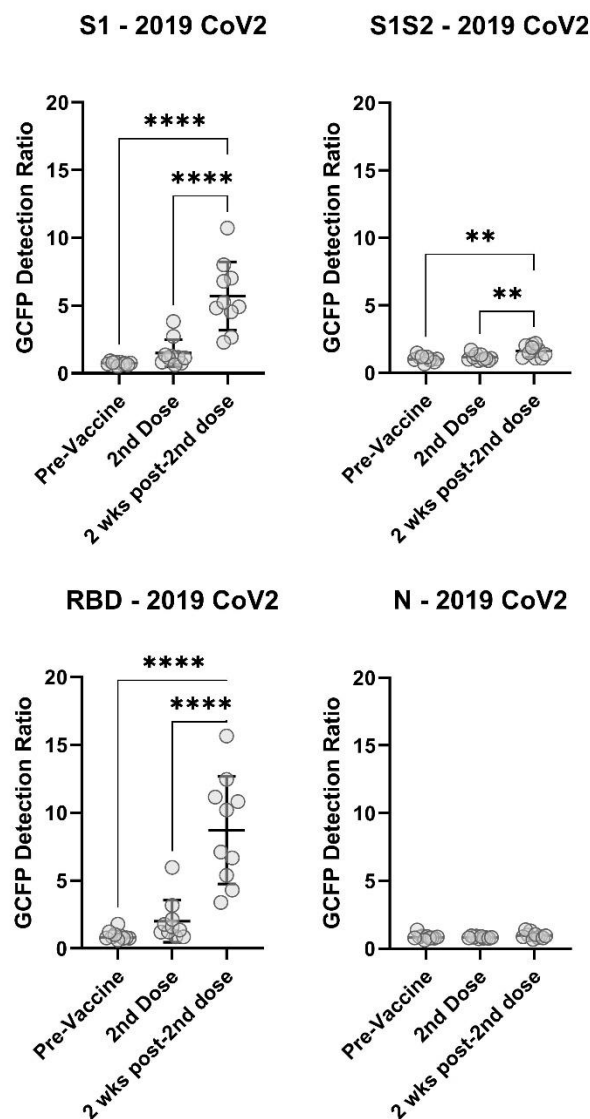 S1 - 2019 CoV2
GCFP Detection Ratio
20
15
10
5
0
****
****
Pre-Vaccine
2nd Dose
2 wks post-2nd dose
S1S2 - 2019 CoV2
GCFP Detection Ratio
20
15
10
5
0
**
**
Pre-Vaccine
2nd Dose
2 wks post-2nd dose
RBD - 2019 CoV2
GCFP Detection Ratio
20
15
10
5
0
****
****
Pre-Vaccine
2nd Dose
2 wks post-2nd dose
N - 2019 CoV2
GCFP Detection Ratio
20
15
10
5
0
Pre-Vaccine
2nd Dose
2 wks post-2nd dose